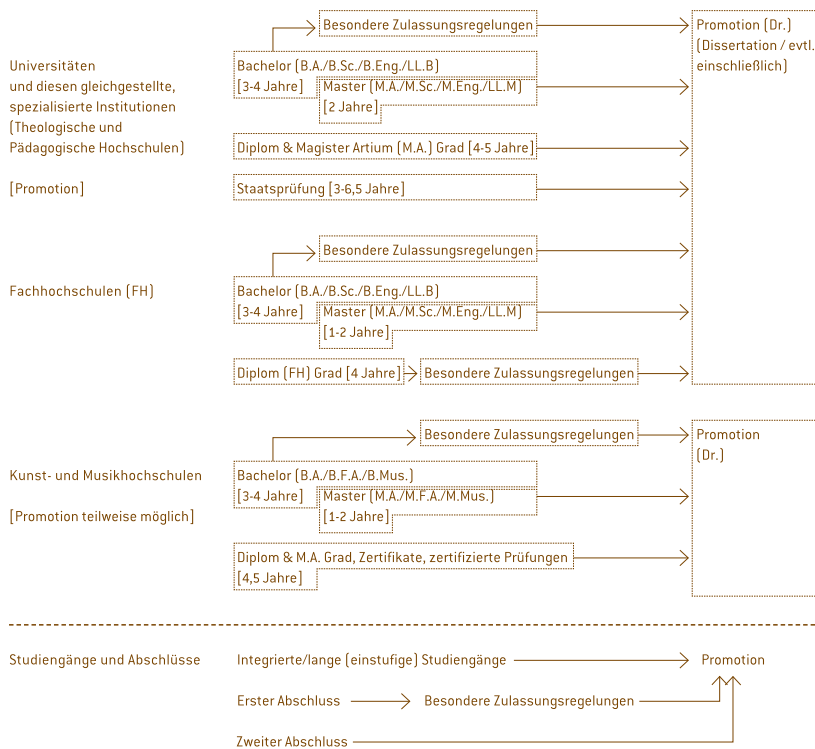 Besondere Zulassungsregelungen
Promotion (Dr.)
(Dissertation / evtl.
einschließlich)
Universitäten
und diesen gleichgestellte,
spezialisierte Institutionen
(Theologische und
Pädagogische Hochschulen)
[Promotion]
Bachelor (B.A./B.Sc./B.Eng./LL.B)
[3-4 Jahre]
Master (M.A./M.Sc./M.Eng./LL.M)
[2 Jahre]
Diplom & Magister Artium (M.A.) Grad [4-5 Jahre]
Staatsprüfung [3-6,5 Jahre]
Besondere Zulassungsregelungen
Fachhochschulen (FH)
Bachelor (B.A./B.Sc./B.Eng./LL.B)
[3-4 Jahre]
Master (M.A./M.Sc./M.Eng./LL.M)
[1-2 Jahre]
Diplom (FH) Grad [4 Jahre]
Besondere Zulassungsregelungen
Besondere Zulassungsregelungen
Promotion
(Dr.)
Kunst- und Musikhochschulen
[Promotion teilweise möglich]
Bachelor (B.A./B.F.A./B.Mus.)
[3-4 Jahre]
Master (M.A./M.F.A./M.Mus.)
[1-2 Jahre]
Diplom & M.A. Grad, Zertifikate, zertifizierte Prüfungen
[4,5 Jahre]
Studiengänge und Abschlüsse
Integrierte/lange (einstufige) Studiengänge
Promotion
Erster Abschluss
Besondere Zulassungsregelungen
Zweiter Abschluss